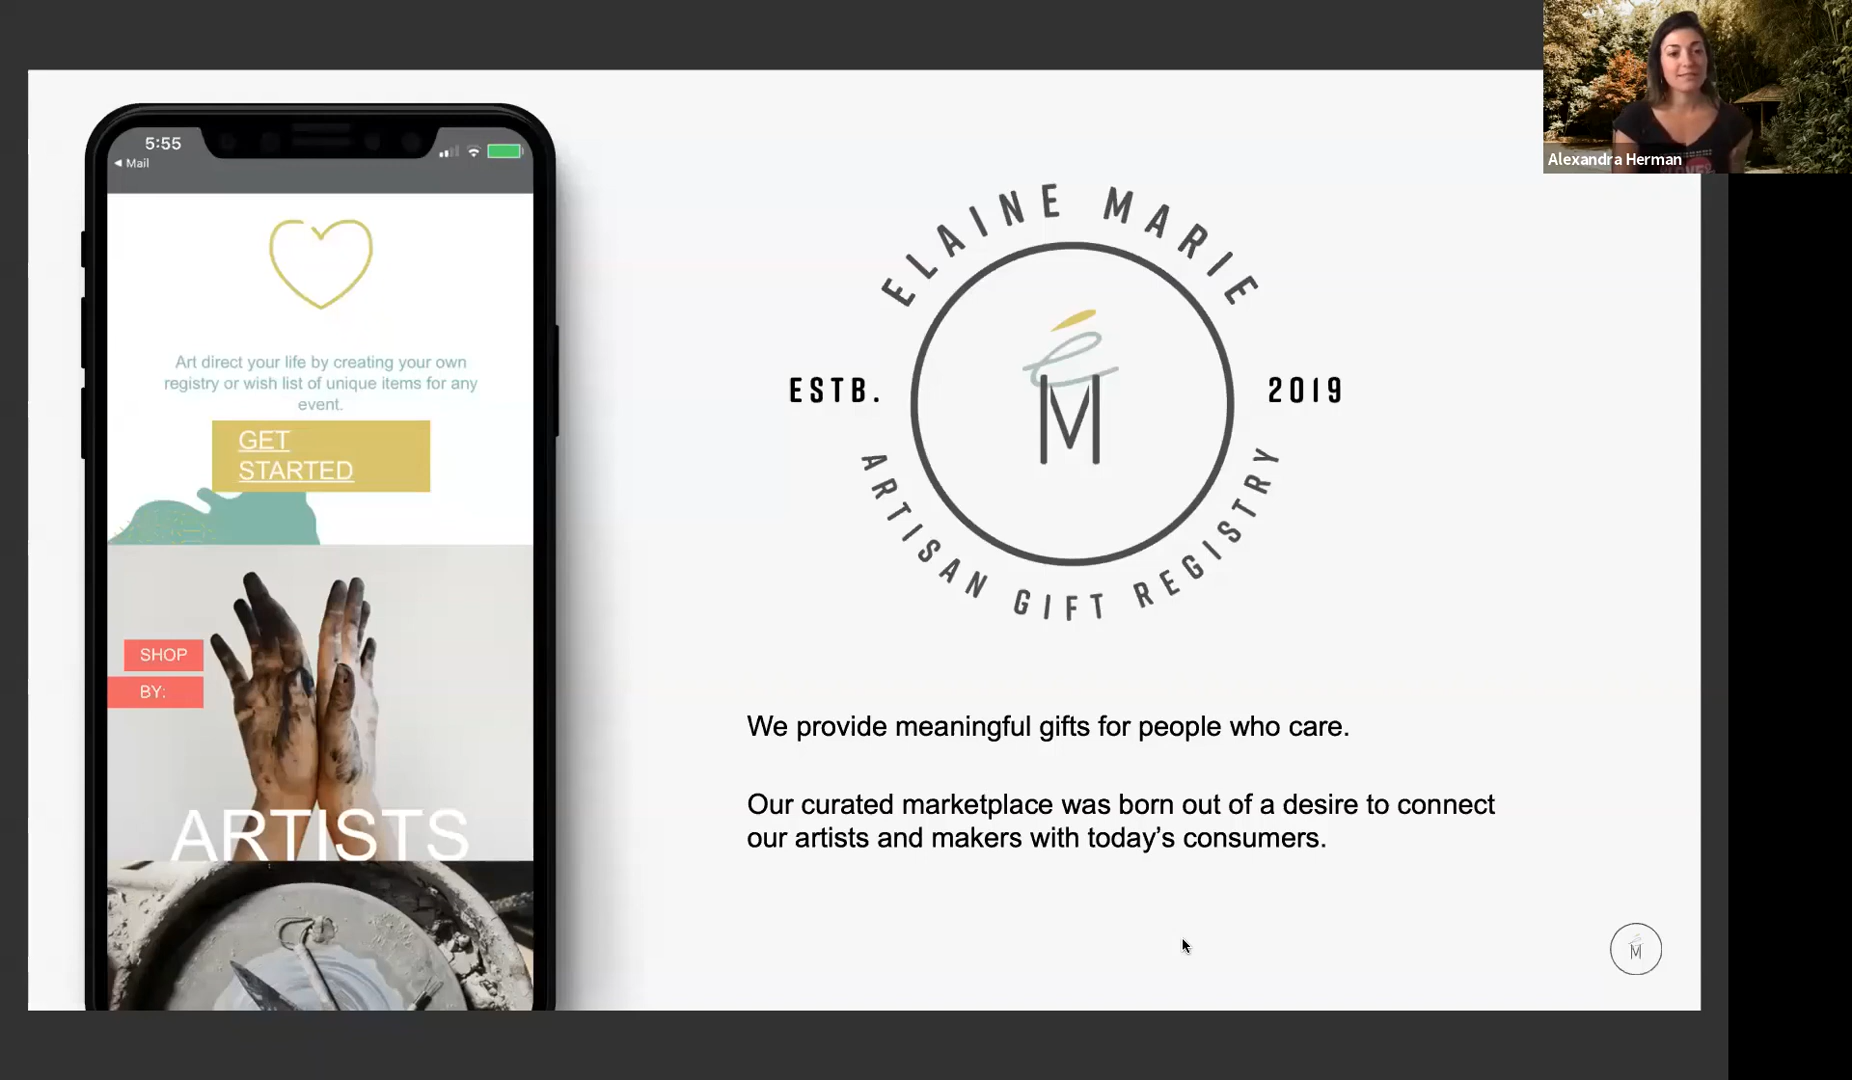 Alexandra Herman
5:55
Mail
Art direct your life by creating your own
registry or wish list of unique items for any
event.
GET
STARTED
SHOP
BY:
ARTISTS
ELAINE MARIE
ESTB.
2019
M
ARTISAN GIFT REGISTRY
We provide meaningful gifts for people who care.
Our curated marketplace was born out of a desire to connect
our artists and makers with today’s consumers.
M